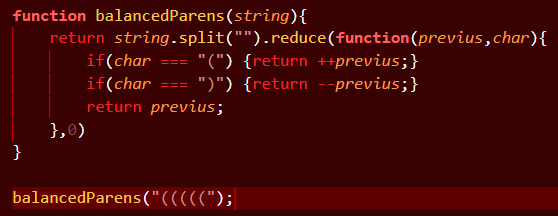 function balancedParens(string){
    return string.split("").reduce(function(previus,char){
        if(char === "(") {return ++previus;}
        if(char === ")") {return --previus;}
        return previus;
    },0)
}

balancedParens("(((((");